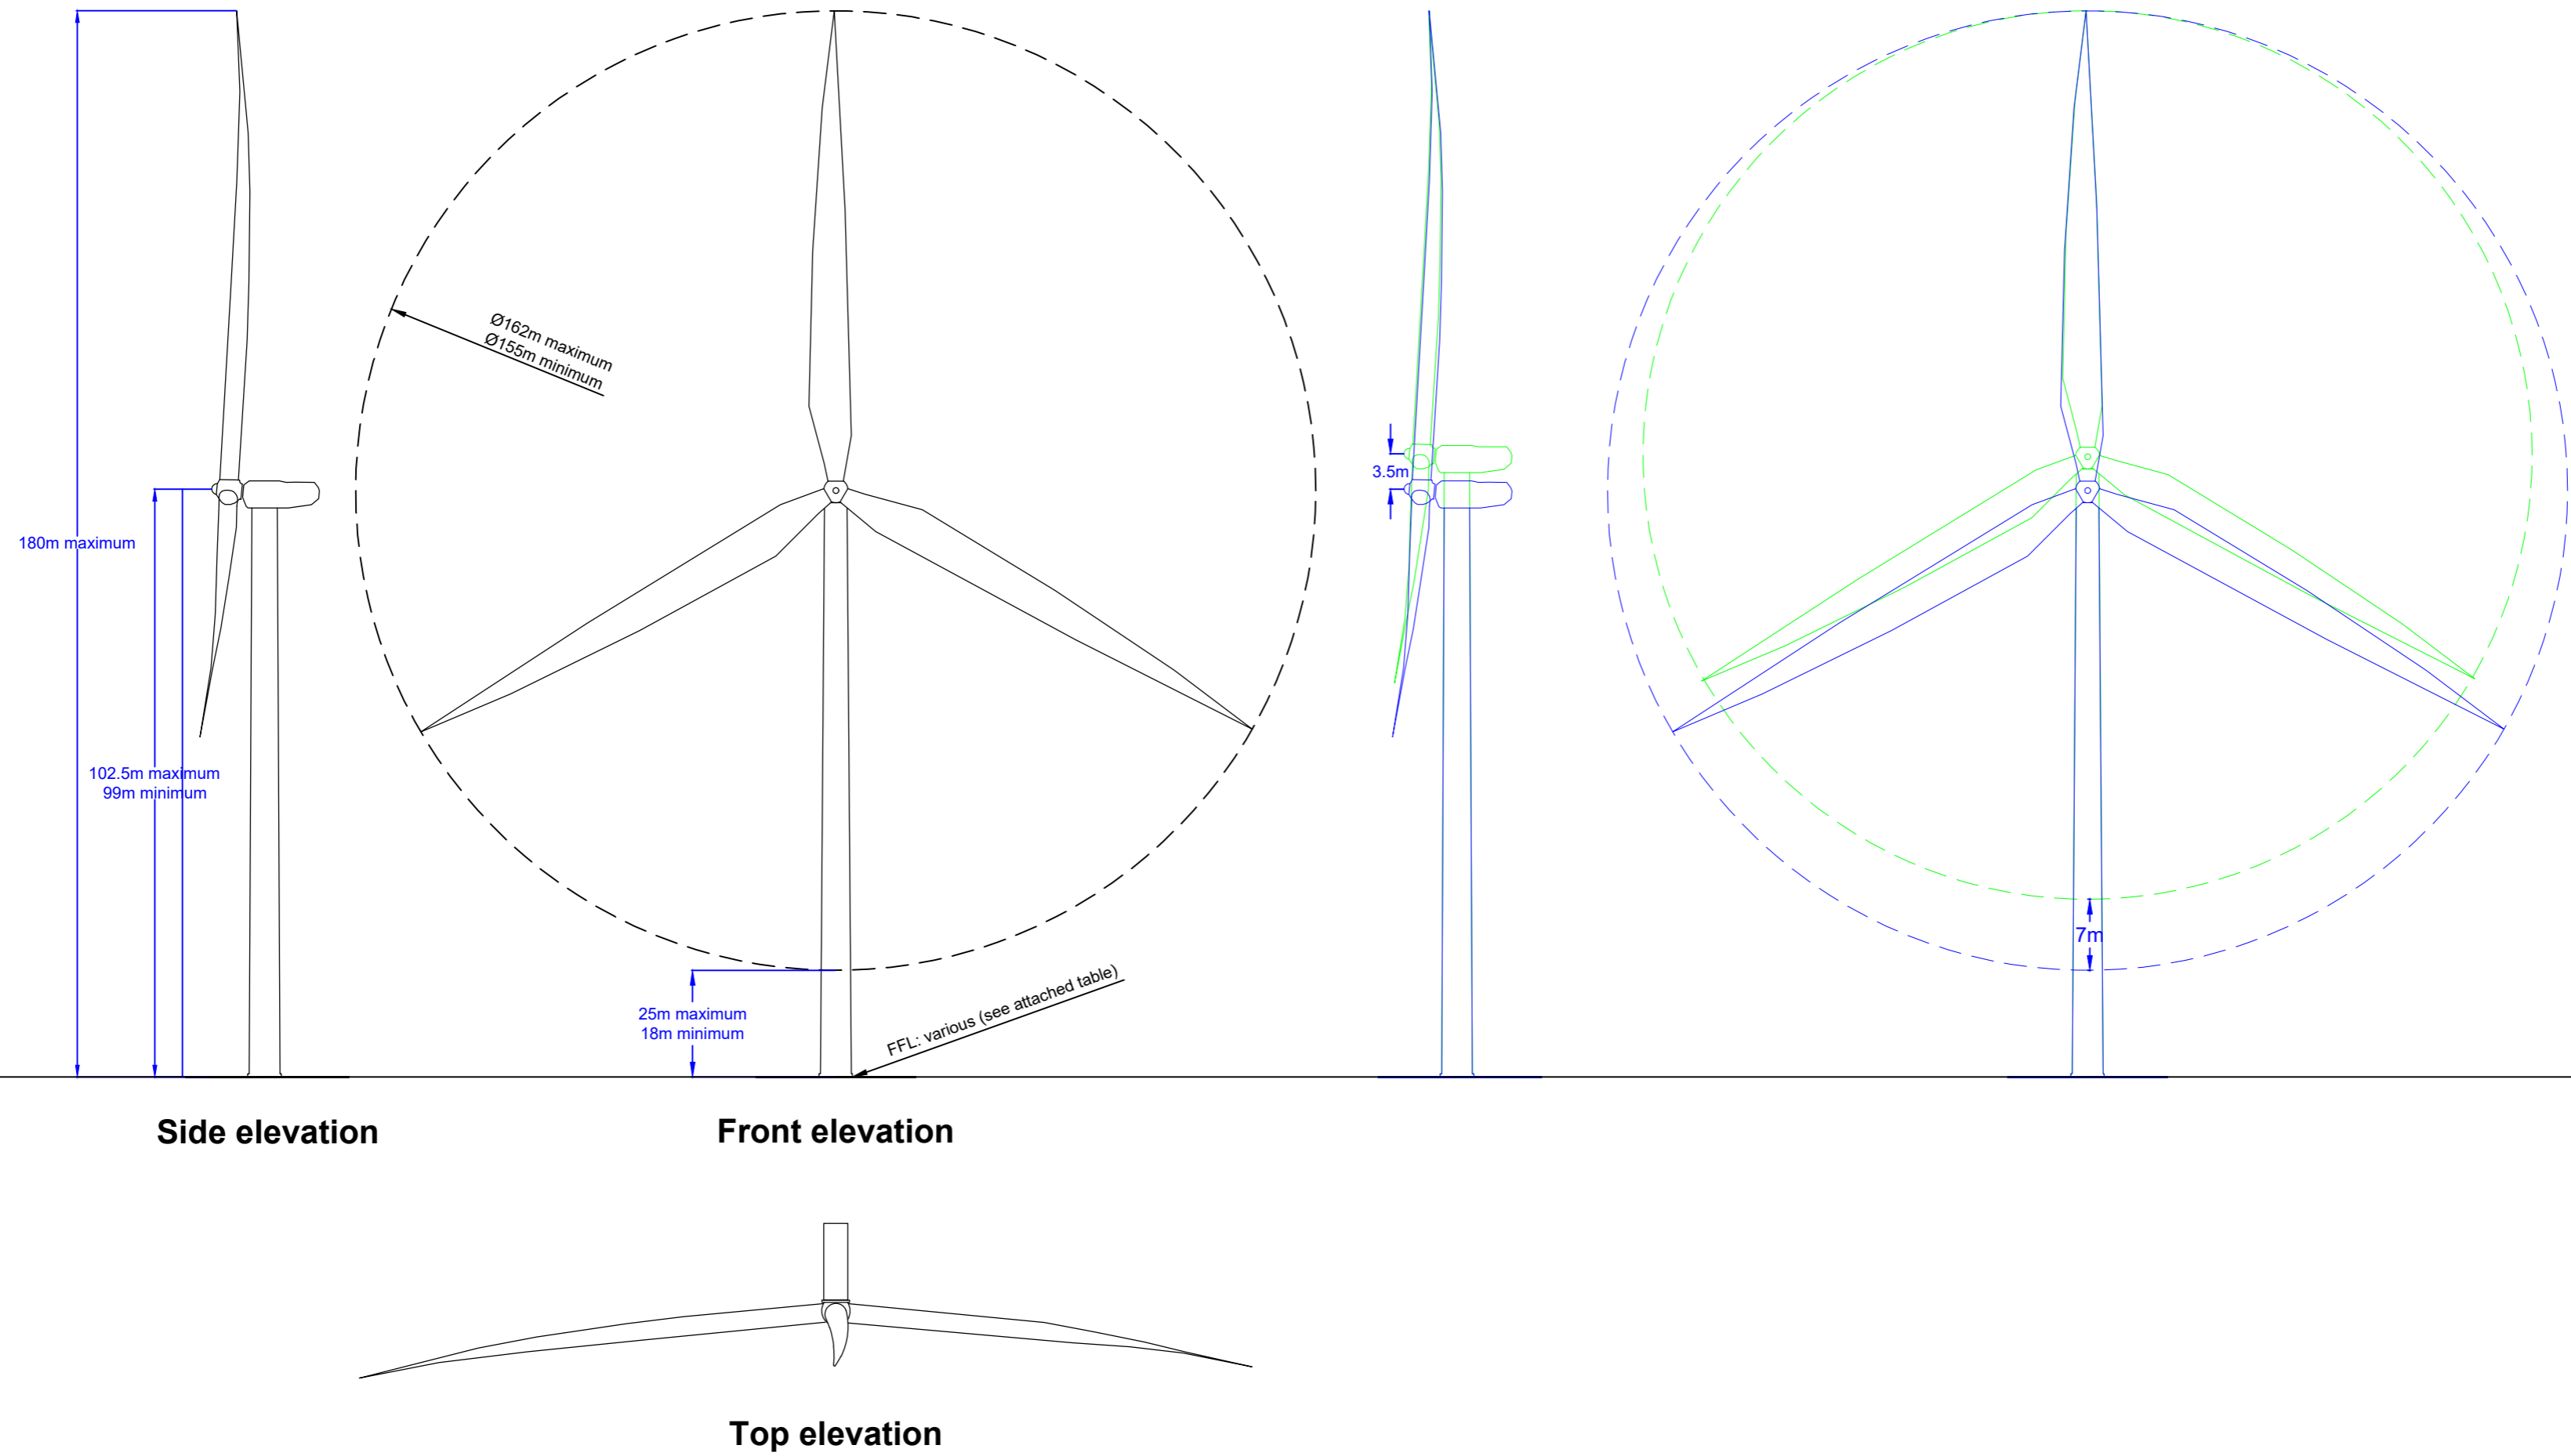 Ø162m maximum
Ø155m minimum
180m maximum
3.5m
102.5m maximum
99m minimum
7m
25m maximum
18m minimum
FFL: various (see attached table)
Side elevation
Front elevation
Top elevation